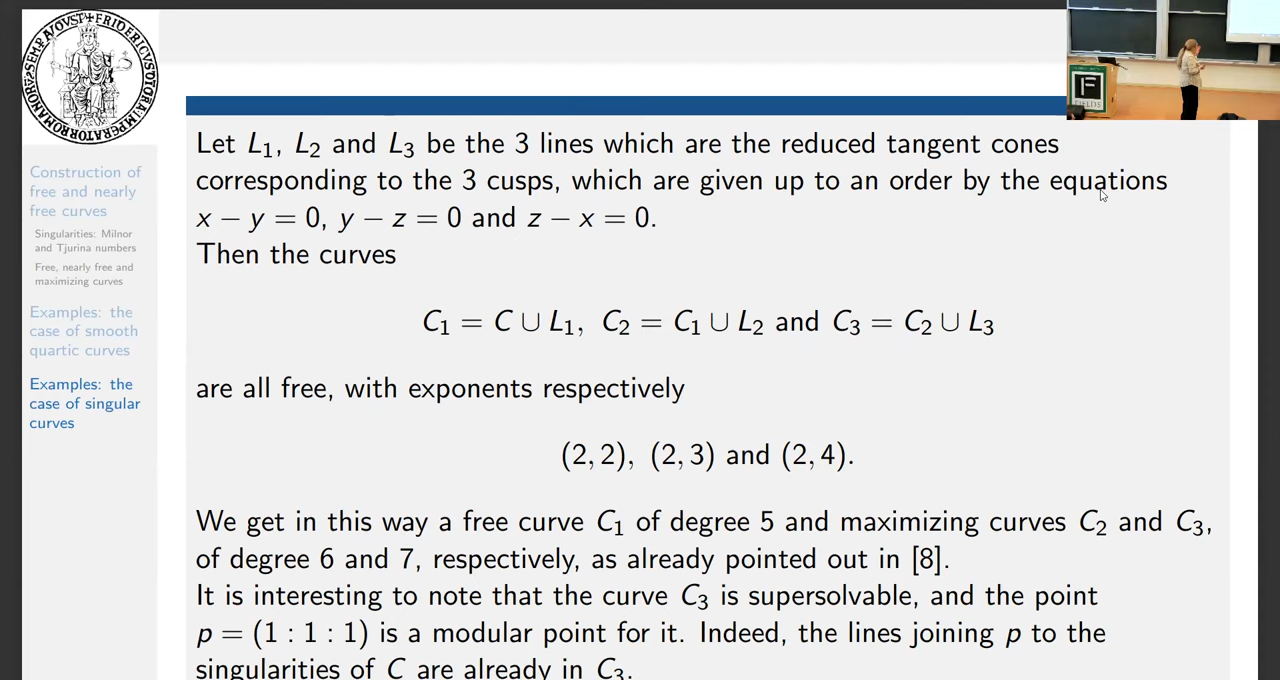 Construction of
free and nearly
free curves
Singularities: Milnor
and Tjurina numbers
Free, nearly free and
maximizing curves
Examples: the
case of smooth
quartic curves
Examples: the
case of singular
curves
Let L₁, L₂ and L₃ be the 3 lines which are the reduced tangent cones
corresponding to the 3 cusps, which are given up to an order by the equations
x − y = 0, y − z = 0 and z − x = 0.
Then the curves
C₁ = C ∪ L₁, C₂ = C₁ ∪ L₂ and C₃ = C₂ ∪ L₃
are all free, with exponents respectively
(2, 2), (2, 3) and (2, 4).
We get in this way a free curve C₁ of degree 5 and maximizing curves C₂ and C₃,
of degree 6 and 7, respectively, as already pointed out in [8].
It is interesting to note that the curve C₃ is supersolvable, and the point
p = (1 : 1 : 1) is a modular point for it. Indeed, the lines joining p to the
singularities of C are already in C₃.
F
FIELDS